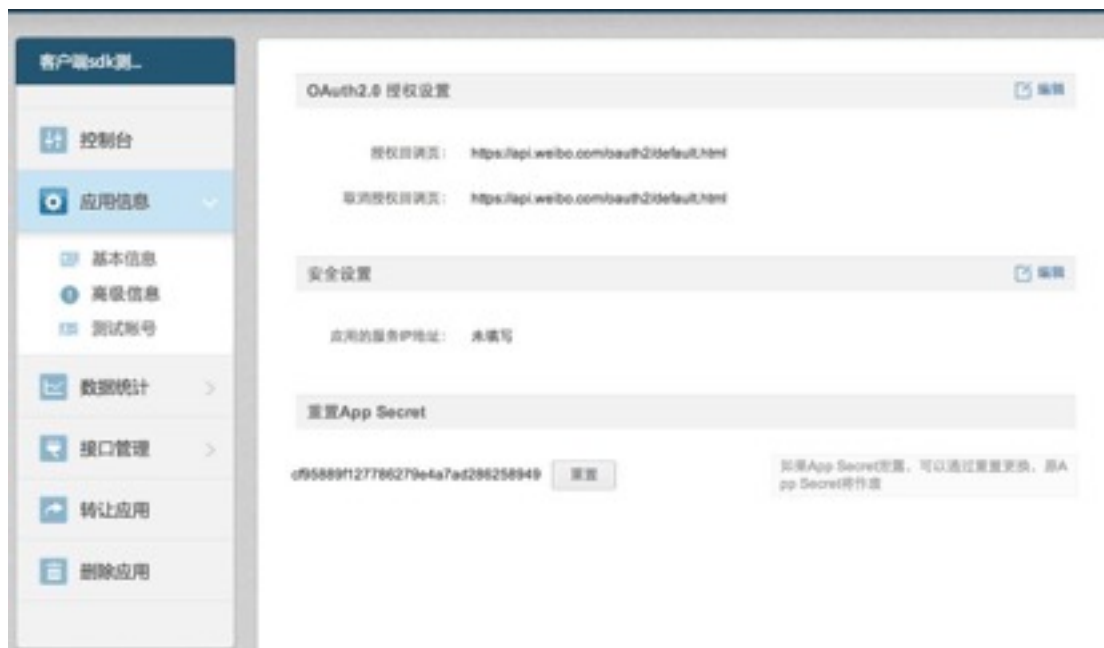 客户端sdk测...
控制台
应用信息
基本信息
高级信息
测试帐号
数据统计
接口管理
转让应用
删除应用
OAuth2.0 授权设置
编辑
授权回调页： https://api.weibo.com/oauth2/default.html
取消授权回调页： https://api.weibo.com/oauth2/default.html
安全设置
编辑
应用的服务IP地址： 未填写
重置App Secret
cf95889f127786279e4a7ad286258949 重置
如果App Secret泄露，可以通过重置更换，原A
pp Secret将作废